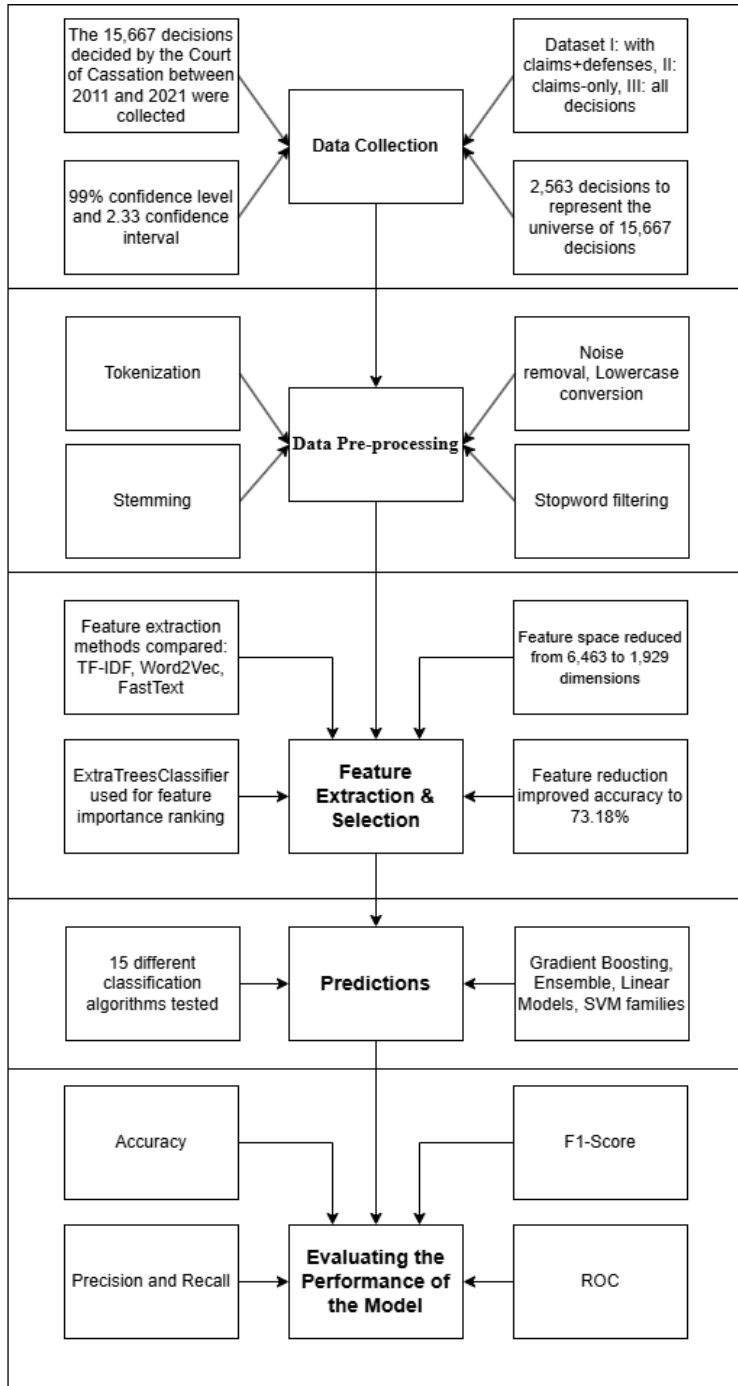 The 15,667 decisions
decided by the Court
of Cassation between
2011 and 2021 were
collected
Dataset I: with
claims+defenses, II:
claims-only, III: all
decisions
Data Collection
99% confidence level
and 2.33 confidence
interval
2,563 decisions to
represent the
universe of 15,667
decisions
Tokenization
Noise
removal, Lowercase
conversion
Data Pre-processing
Stemming
Stopword filtering
Feature extraction
methods compared:
TF-IDF, Word2Vec,
FastText
Feature space reduced
from 6,463 to 1,929
dimensions
ExtraTreesClassifier
used for feature
importance ranking
Feature
Extraction &
Selection
Feature reduction
improved accuracy to
73.18%
15 different
classification
algorithms tested
Predictions
Gradient Boosting,
Ensemble, Linear
Models, SVM families
Accuracy
F1-Score
Precision and Recall
Evaluating the
Performance of
the Model
ROC